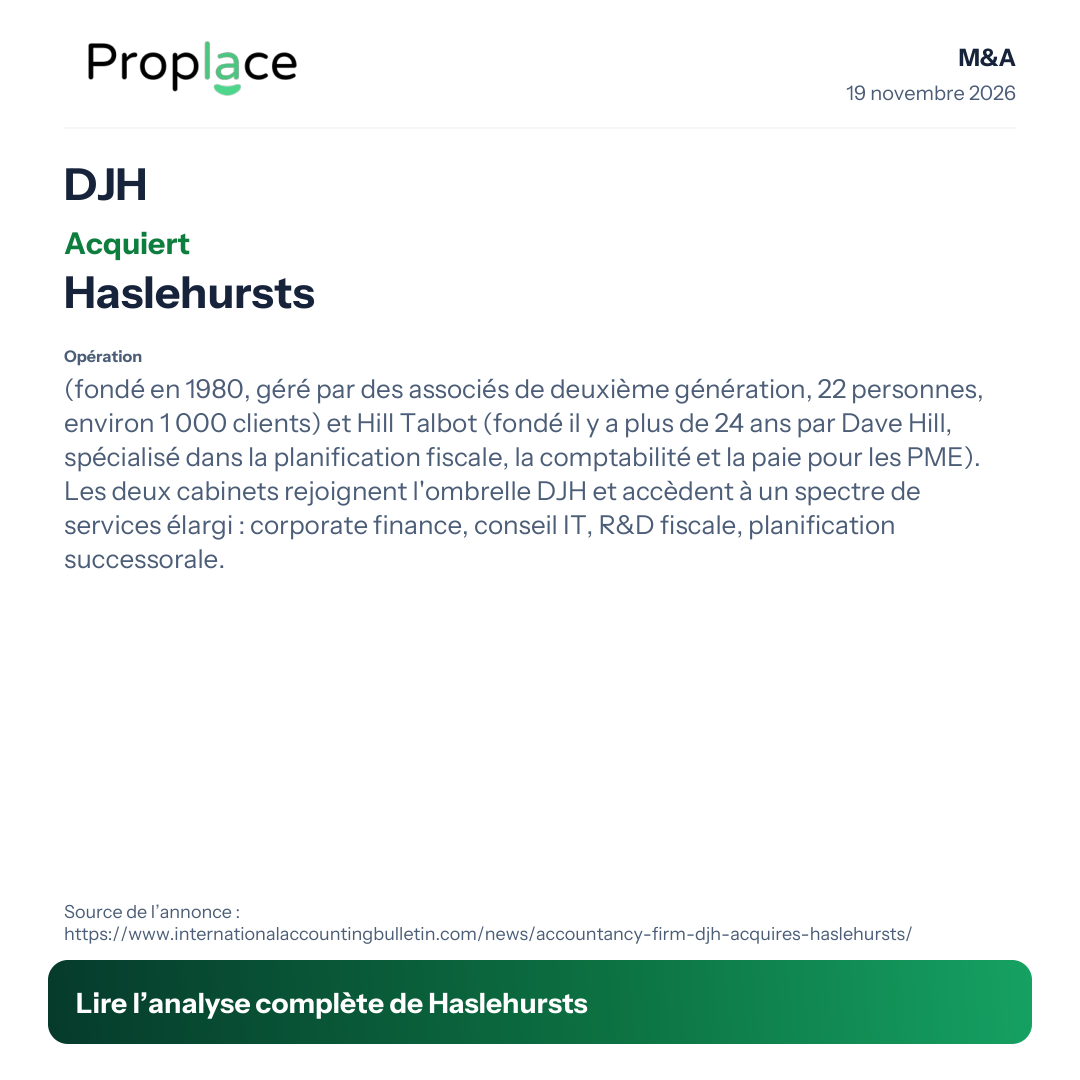 Proplace
M&A
19 novembre 2026
DJH
Acquiert
Haslehursts
Opération
(fondé en 1980, géré par des associés de deuxième génération, 22 personnes,
environ 1 000 clients) et Hill Talbot (fondé il y a plus de 24 ans par Dave Hill,
spécialisé dans la planification fiscale, la comptabilité et la paie pour les PME).
Les deux cabinets rejoignent l'ombrelle DJH et accèdent à un spectre de
services élargi : corporate finance, conseil IT, R&D fiscale, planification
successorale.
Source de l’annonce :
https://www.internationalaccountingbulletin.com/news/accountancy-firm-djh-acquires-haslehursts/
Lire l’analyse complète de Haslehursts